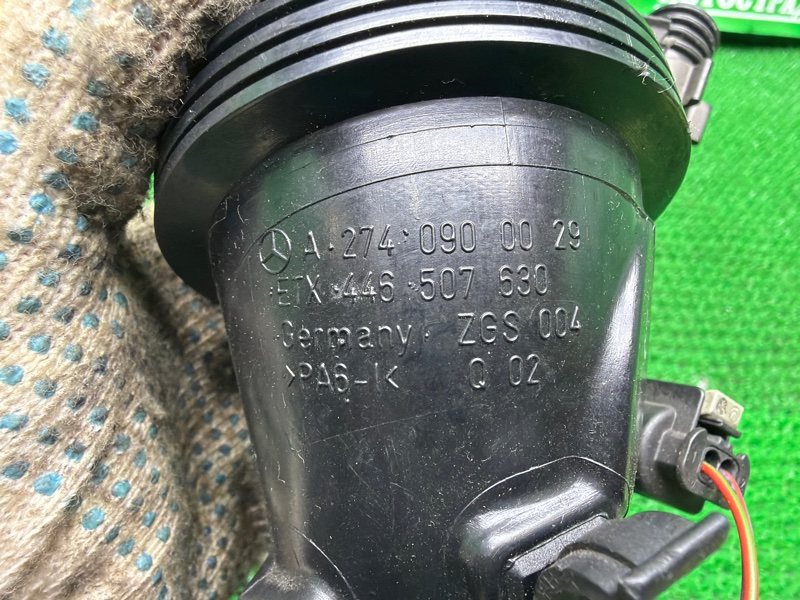 A 274 090 00 29
ETX 446 507 630
Germany ZGS 004
>PA6-I< Q 02